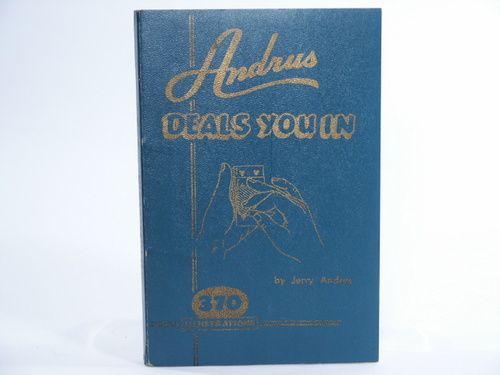 Andrus
DEALS YOU IN
by Jerry Andrus
370
ILLUSTRATIONS